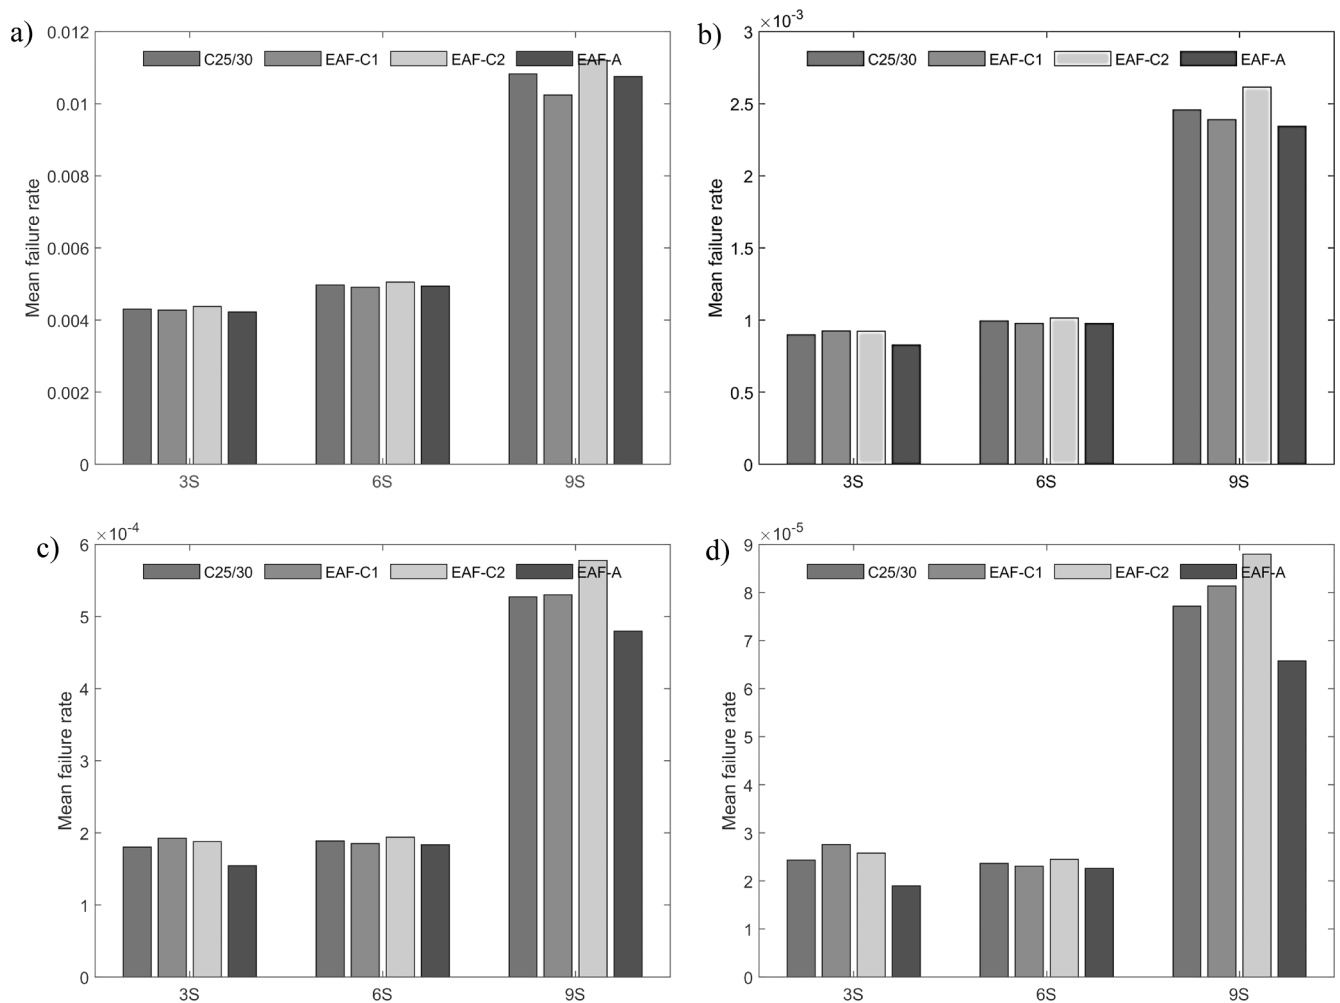 a)
0.012
0.01
0.008
0.006
0.004
0.002
0
Mean failure rate
C25/30 EAF-C1 EAF-C2 EAF-A
3S 6S 9S
b)
×10-3
3
2.5
2
1.5
1
0.5
0
Mean failure rate
C25/30 EAF-C1 EAF-C2 EAF-A
3S 6S 9S
c)
×10-4
6
5
4
3
2
1
0
Mean failure rate
C25/30 EAF-C1 EAF-C2 EAF-A
3S 6S 9S
d)
×10-5
9
8
7
6
5
4
3
2
1
0
Mean failure rate
C25/30 EAF-C1 EAF-C2 EAF-A
3S 6S 9S